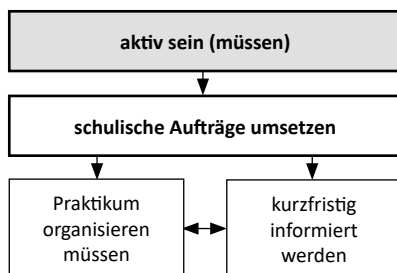 aktiv sein (müssen)
schulische Aufträge umsetzen
Praktikum
organisieren
müssen
kurzfristig
informiert
werden